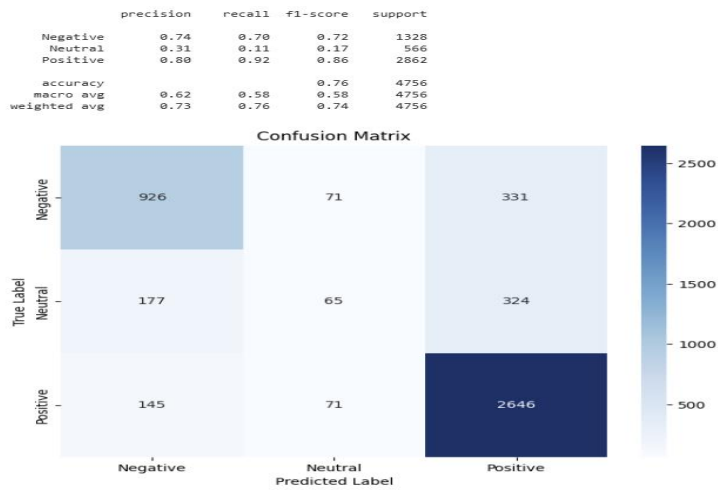 precision recall f1-score support
Negative 0.74 0.70 0.72 1328
Neutral 0.31 0.11 0.17 566
Positive 0.80 0.92 0.86 2862
accuracy 0.76 4756
macro avg 0.62 0.58 0.58 4756
weighted avg 0.73 0.76 0.74 4756
Confusion Matrix
True Label
Negative 926 71 331
Neutral 177 65 324
Positive 145 71 2646
Negative Neutral Positive
Predicted Label
2500
2000
1500
1000
500